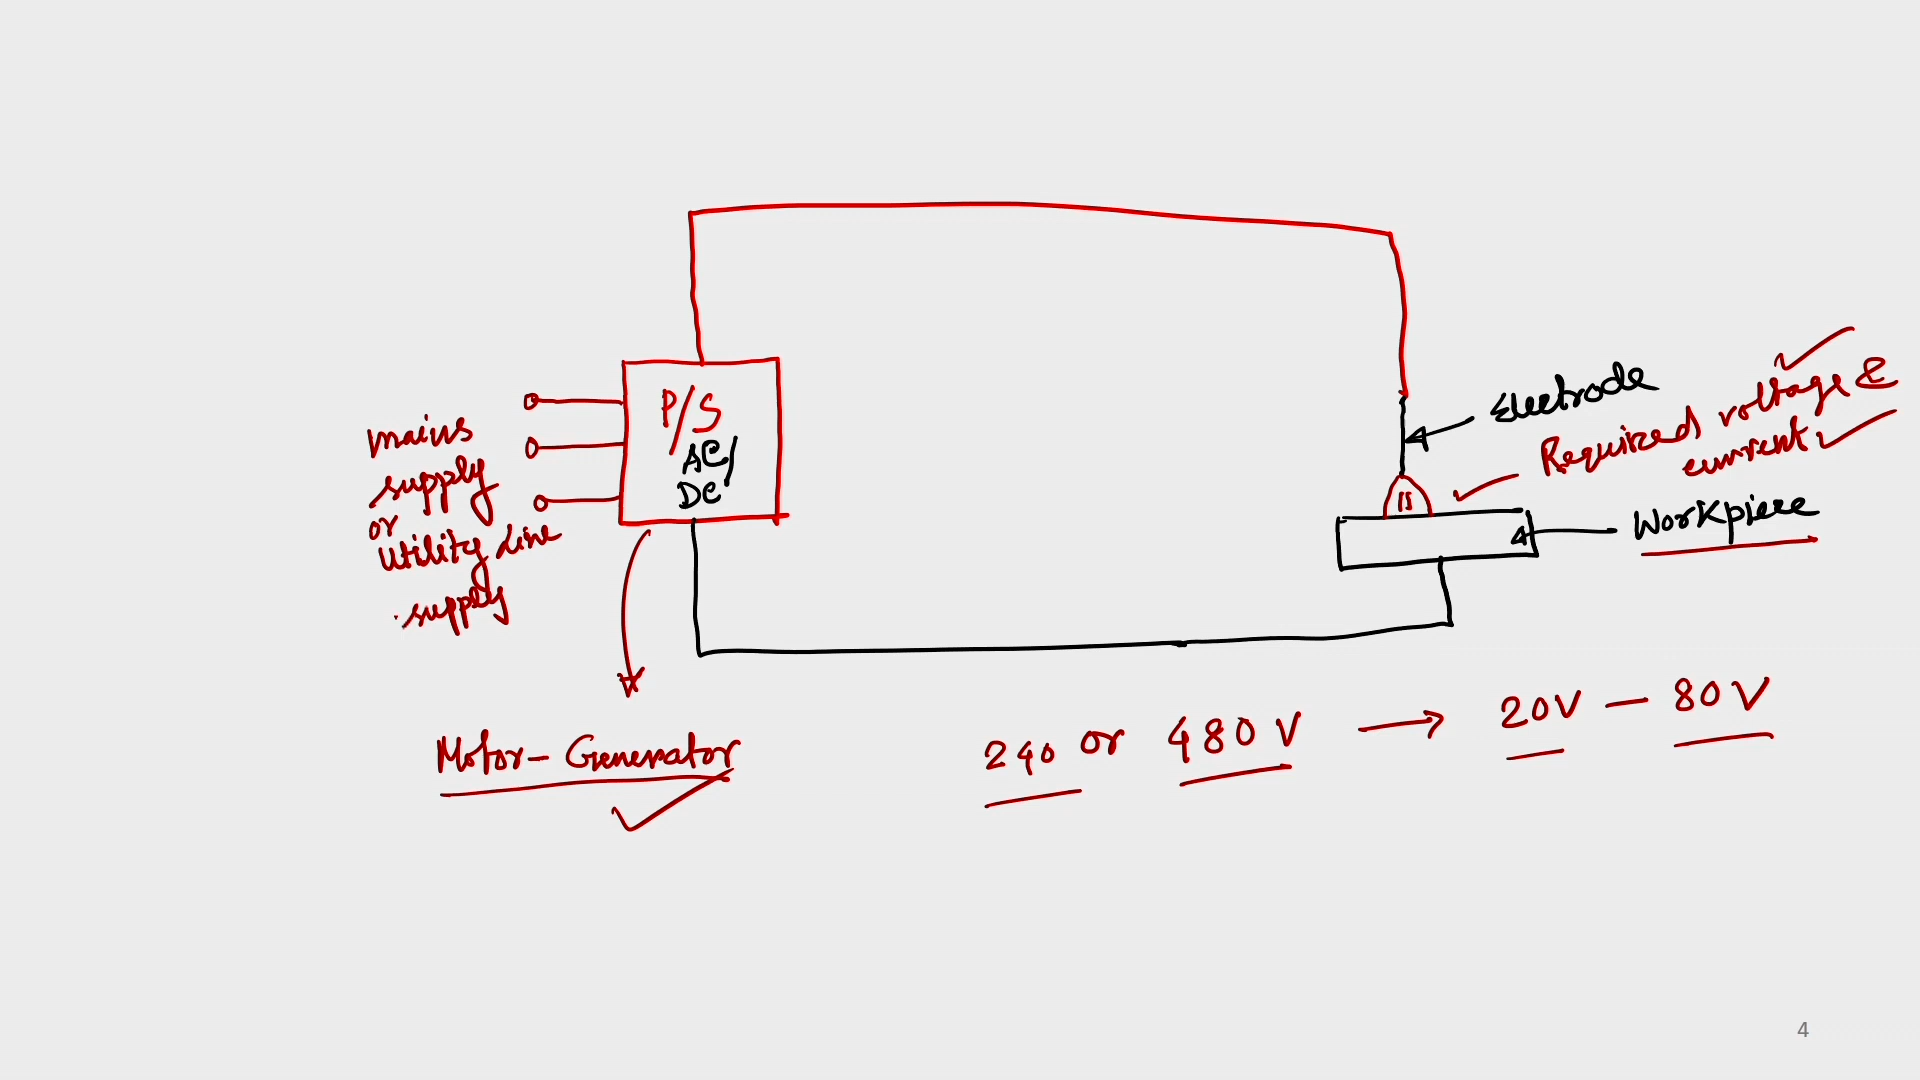 P/S
AC/
DC
mains
supply
or
Utility Line
supply
Electrode
Required voltage &
current
Workpiece
Motor-Generator
240 or 480 V → 20V — 80V
4